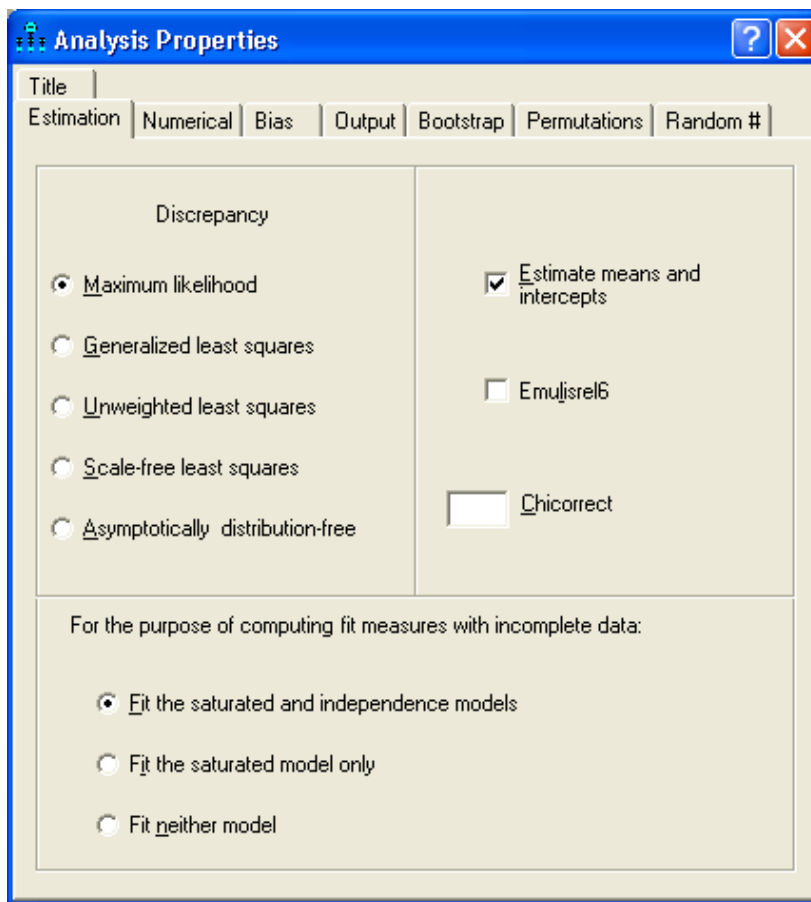 Analysis Properties
Title
Estimation Numerical Bias Output Bootstrap Permutations Random #
Discrepancy
Maximum likelihood
Generalized least squares
Unweighted least squares
Scale-free least squares
Asymptotically distribution-free
Estimate means and
intercepts
Emulisrel6
Chicorrect
For the purpose of computing fit measures with incomplete data:
Fit the saturated and independence models
Fit the saturated model only
Fit neither model